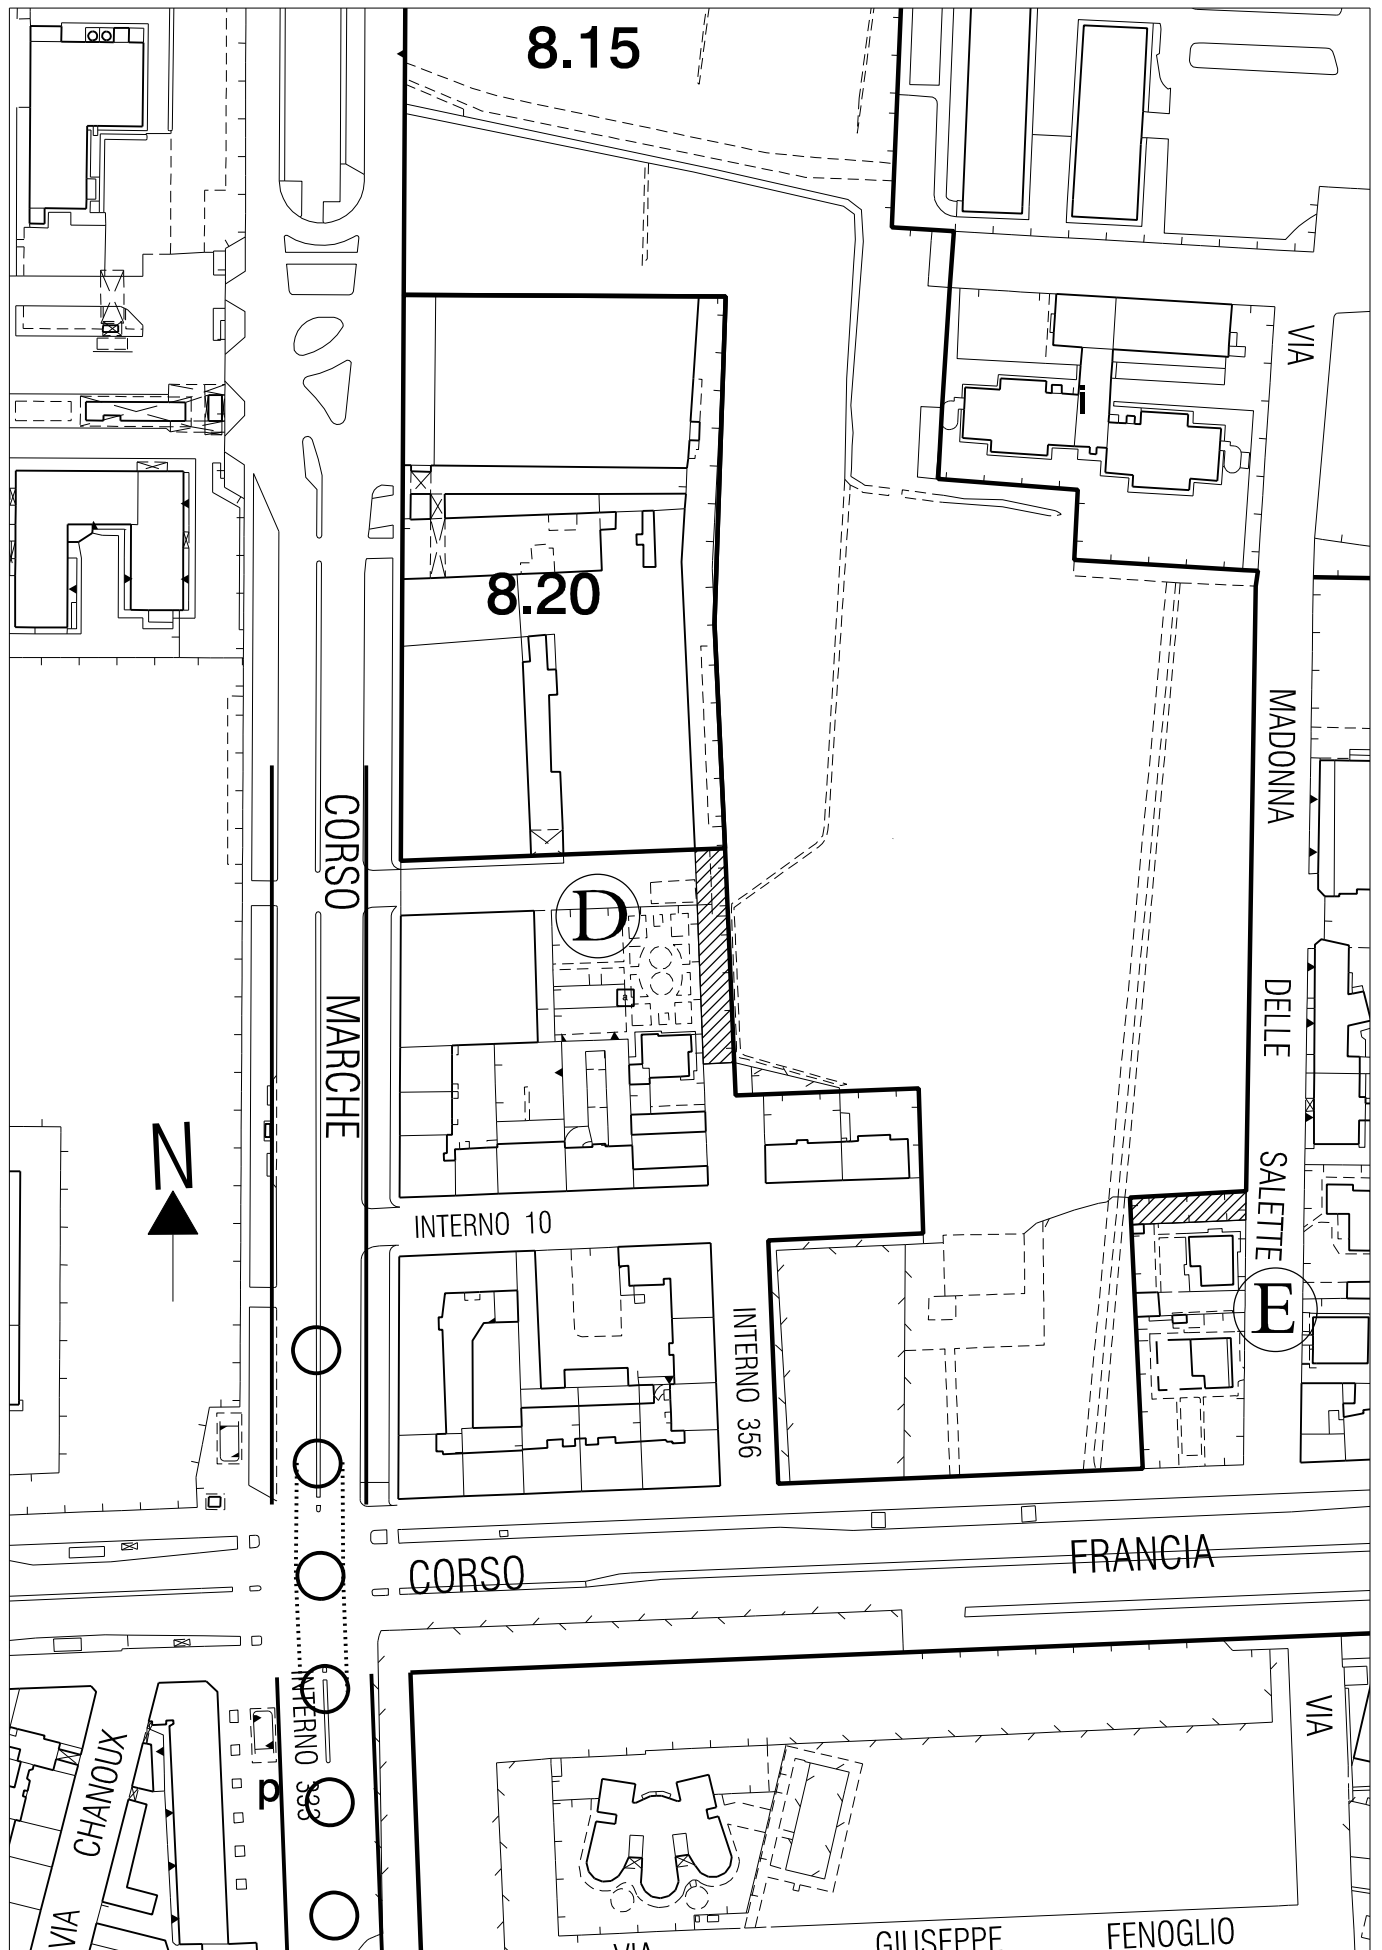 8.15
VIA
8.20
MADONNA
CORSO
D
MARCHE
DELLE
a
N
SALETTE
INTERNO 10
E
INTERNO 356
CORSO
FRANCIA
INTERNO 333
VIA
p
VIA CHANOUX
VIA
GIUSEPPE
FENOGLIO